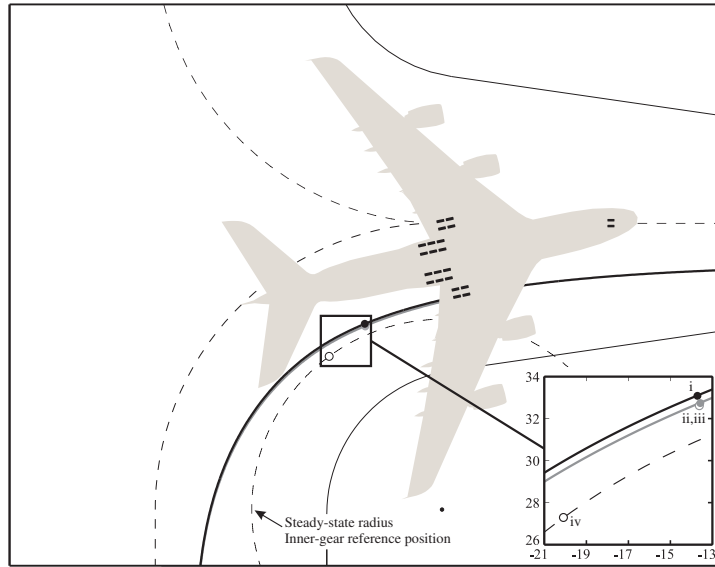 34
i
32
ii,iii
30
28
iv
26
-21
-19
-17
-15
-13
Steady-state radius
Inner-gear reference position